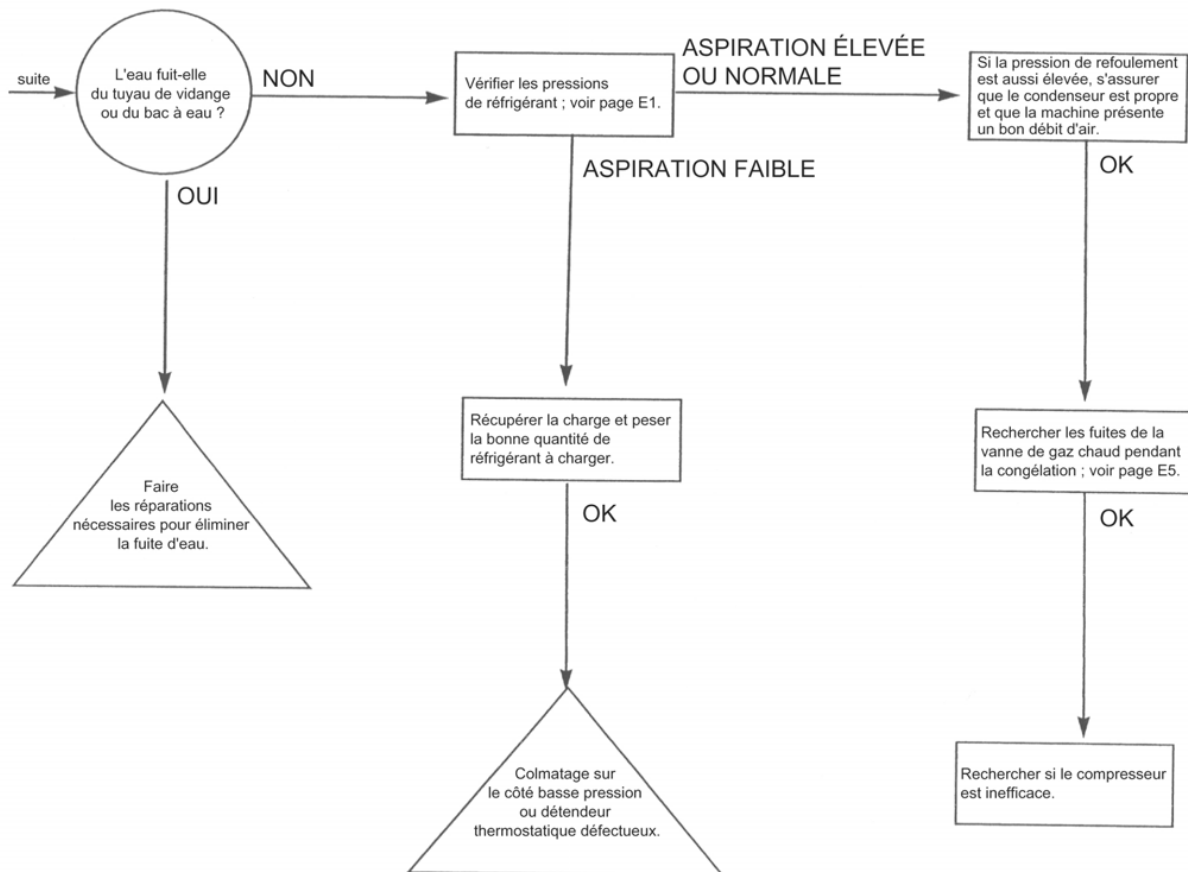 suite
L'eau fuit-elle
du tuyau de vidange
ou du bac à eau ?
NON
Vérifier les pressions
de réfrigérant ; voir page E1.
ASPIRATION ÉLEVÉE
OU NORMALE
Si la pression de refoulement
est aussi élevée, s'assurer
que le condenseur est propre
et que la machine présente
un bon débit d'air.
OUI
ASPIRATION FAIBLE
OK
Faire
les réparations
nécessaires pour éliminer
la fuite d'eau.
Récupérer la charge et peser
la bonne quantité de
réfrigérant à charger.
Rechercher les fuites de la
vanne de gaz chaud pendant
la congélation ; voir page E5.
OK
OK
Colmatage sur
le côté basse pression
ou détendeur
thermostatique défectueux.
Rechercher si le compresseur
est inefficace.